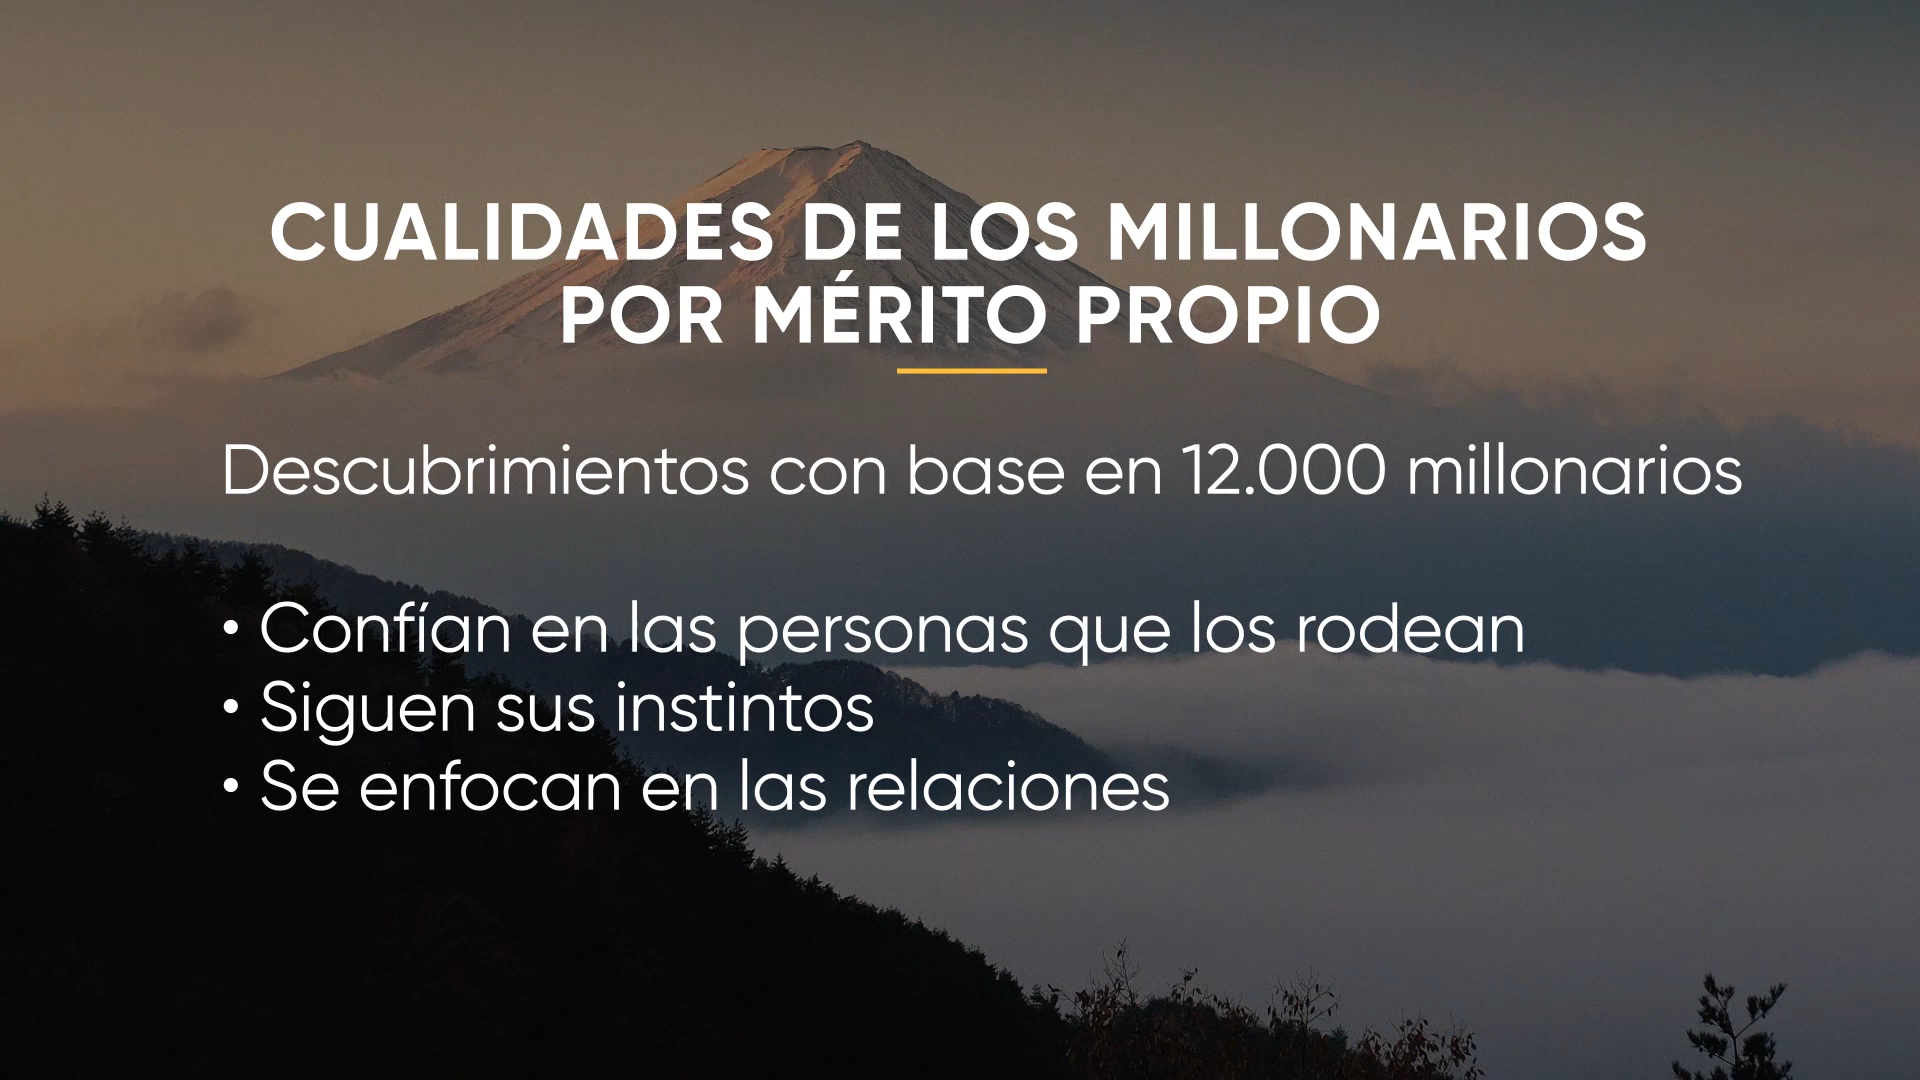 CUALIDADES DE LOS MILLONARIOS
POR MÉRITO PROPIO
Descubrimientos con base en 12.000 millonarios
• Confían en las personas que los rodean
• Siguen sus instintos
• Se enfocan en las relaciones